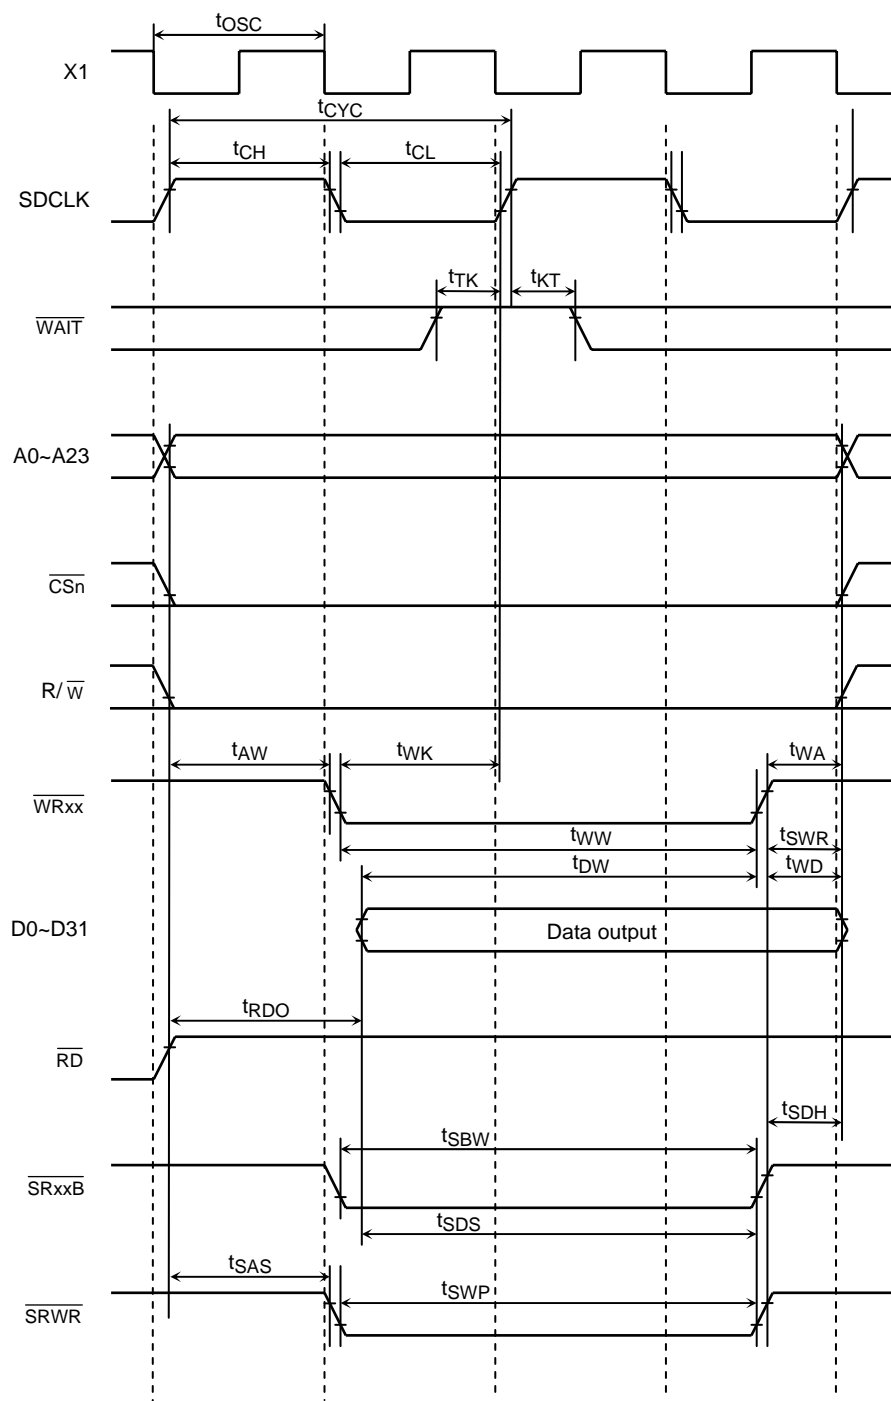 tOSC
X1
tCYC
tCH
tCL
SDCLK
tTK
tKT
WAIT
A0~A23
CSn
R/ W
tAW
tWK
tWA
WRxx
tWW
tSWR
tDW
tWD
D0~D31
Data output
tRDO
RD
tSDH
tSBW
SRxxB
tSDS
tSAS
tSWP
SRWR